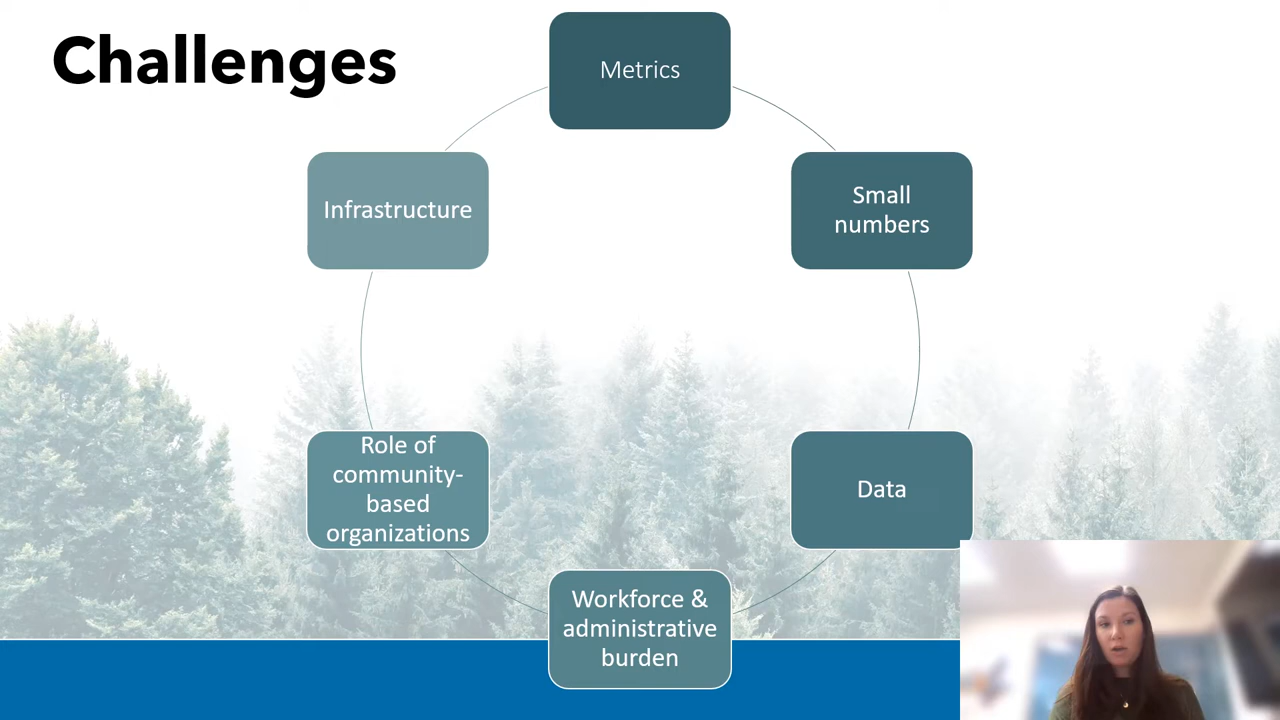 Challenges
Metrics
Small
numbers
Data
Workforce &
administrative
burden
Role of
community-
based
organizations
Infrastructure